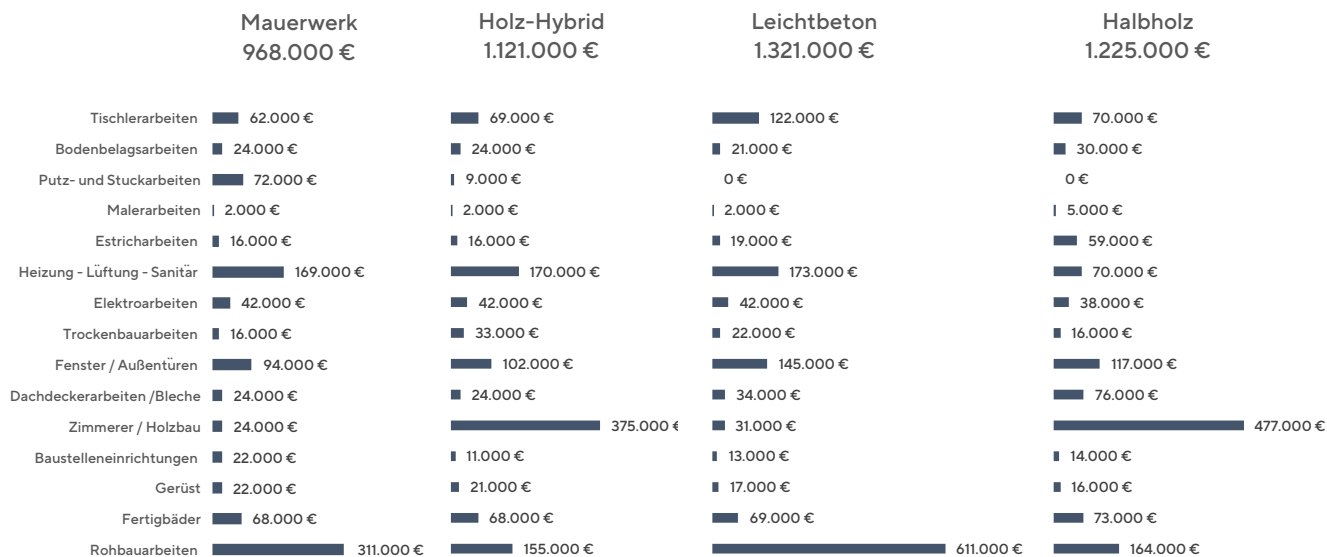 Mauerwerk Holz-Hybrid Leichtbeton Halbholz
968.000 € 1.121.000 € 1.321.000 € 1.225.000 €
Tischlerarbeiten 62.000 € 69.000 € 122.000 € 70.000 €
Bodenbelagsarbeiten 24.000 € 24.000 € 21.000 € 30.000 €
Putz- und Stuckarbeiten 72.000 € 9.000 € 0 € 0 €
Malerarbeiten 2.000 € 2.000 € 2.000 € 5.000 €
Estricharbeiten 16.000 € 16.000 € 19.000 € 59.000 €
Heizung - Lüftung - Sanitär 169.000 € 170.000 € 173.000 € 70.000 €
Elektroarbeiten 42.000 € 42.000 € 42.000 € 38.000 €
Trockenbauarbeiten 16.000 € 33.000 € 22.000 € 16.000 €
Fenster / Außentüren 94.000 € 102.000 € 145.000 € 117.000 €
Dachdeckerarbeiten /Bleche 24.000 € 24.000 € 34.000 € 76.000 €
Zimmerer / Holzbau 24.000 € 375.000 € 31.000 € 477.000 €
Baustelleneinrichtungen 22.000 € 11.000 € 13.000 € 14.000 €
Gerüst 22.000 € 21.000 € 17.000 € 16.000 €
Fertigbäder 68.000 € 68.000 € 69.000 € 73.000 €
Rohbauarbeiten 311.000 € 155.000 € 611.000 € 164.000 €